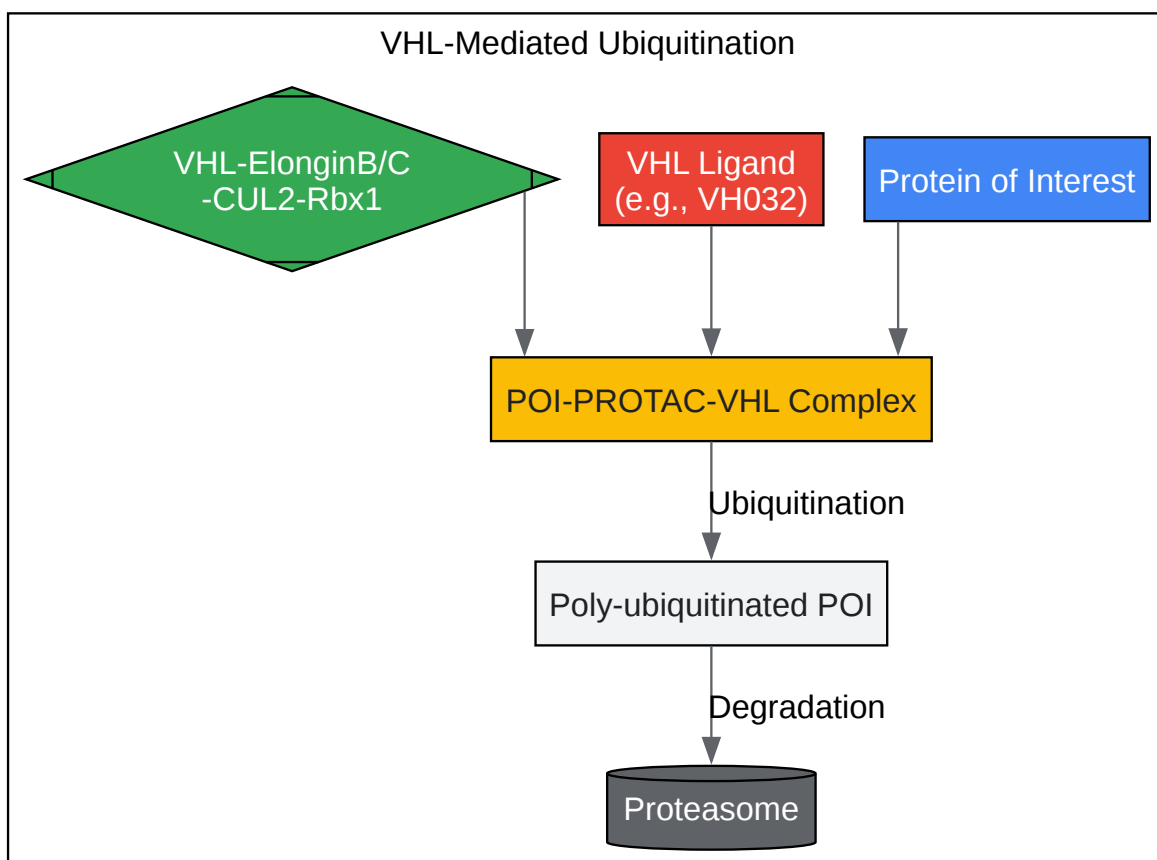 VHL-Mediated Ubiquitination
VHL-ElonginB/C
-CUL2-Rbx1
VHL Ligand
(e.g., VH032)
Protein of Interest
POI-PROTAC-VHL Complex
Ubiquitination
Poly-ubiquitinated POI
Degradation
Proteasome